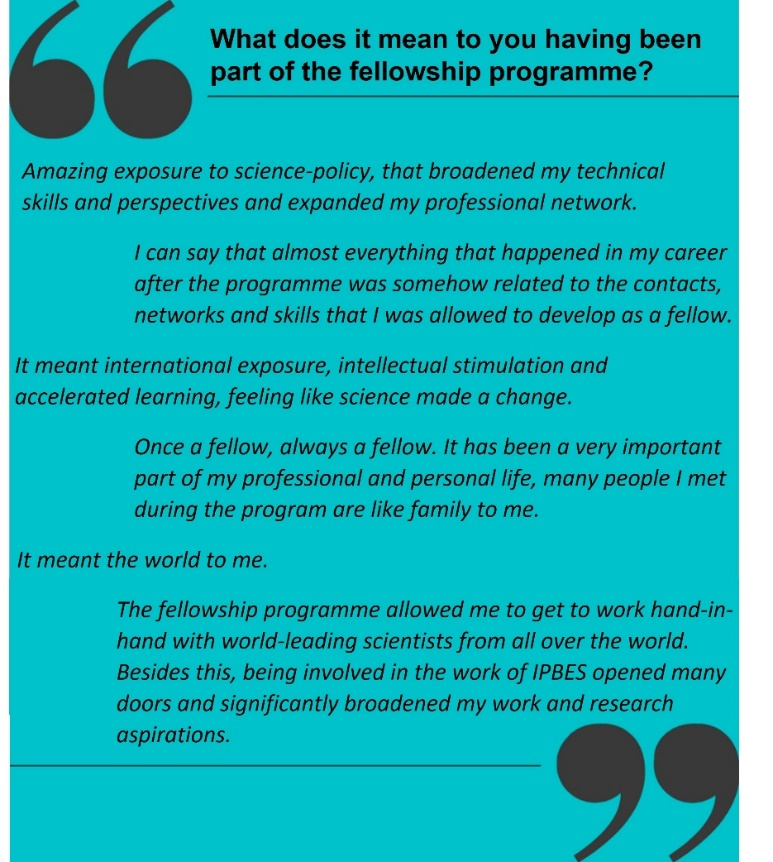 What does it mean to you having been
part of the fellowship programme?
Amazing exposure to science-policy, that broadened my technical
skills and perspectives and expanded my professional network.
I can say that almost everything that happened in my career
after the programme was somehow related to the contacts,
networks and skills that I was allowed to develop as a fellow.
It meant international exposure, intellectual stimulation and
accelerated learning, feeling like science made a change.
Once a fellow, always a fellow. It has been a very important
part of my professional and personal life, many people I met
during the program are like family to me.
It meant the world to me.
The fellowship programme allowed me to get to work hand-in-
hand with world-leading scientists from all over the world.
Besides this, being involved in the work of IPBES opened many
doors and significantly broadened my work and research
aspirations.